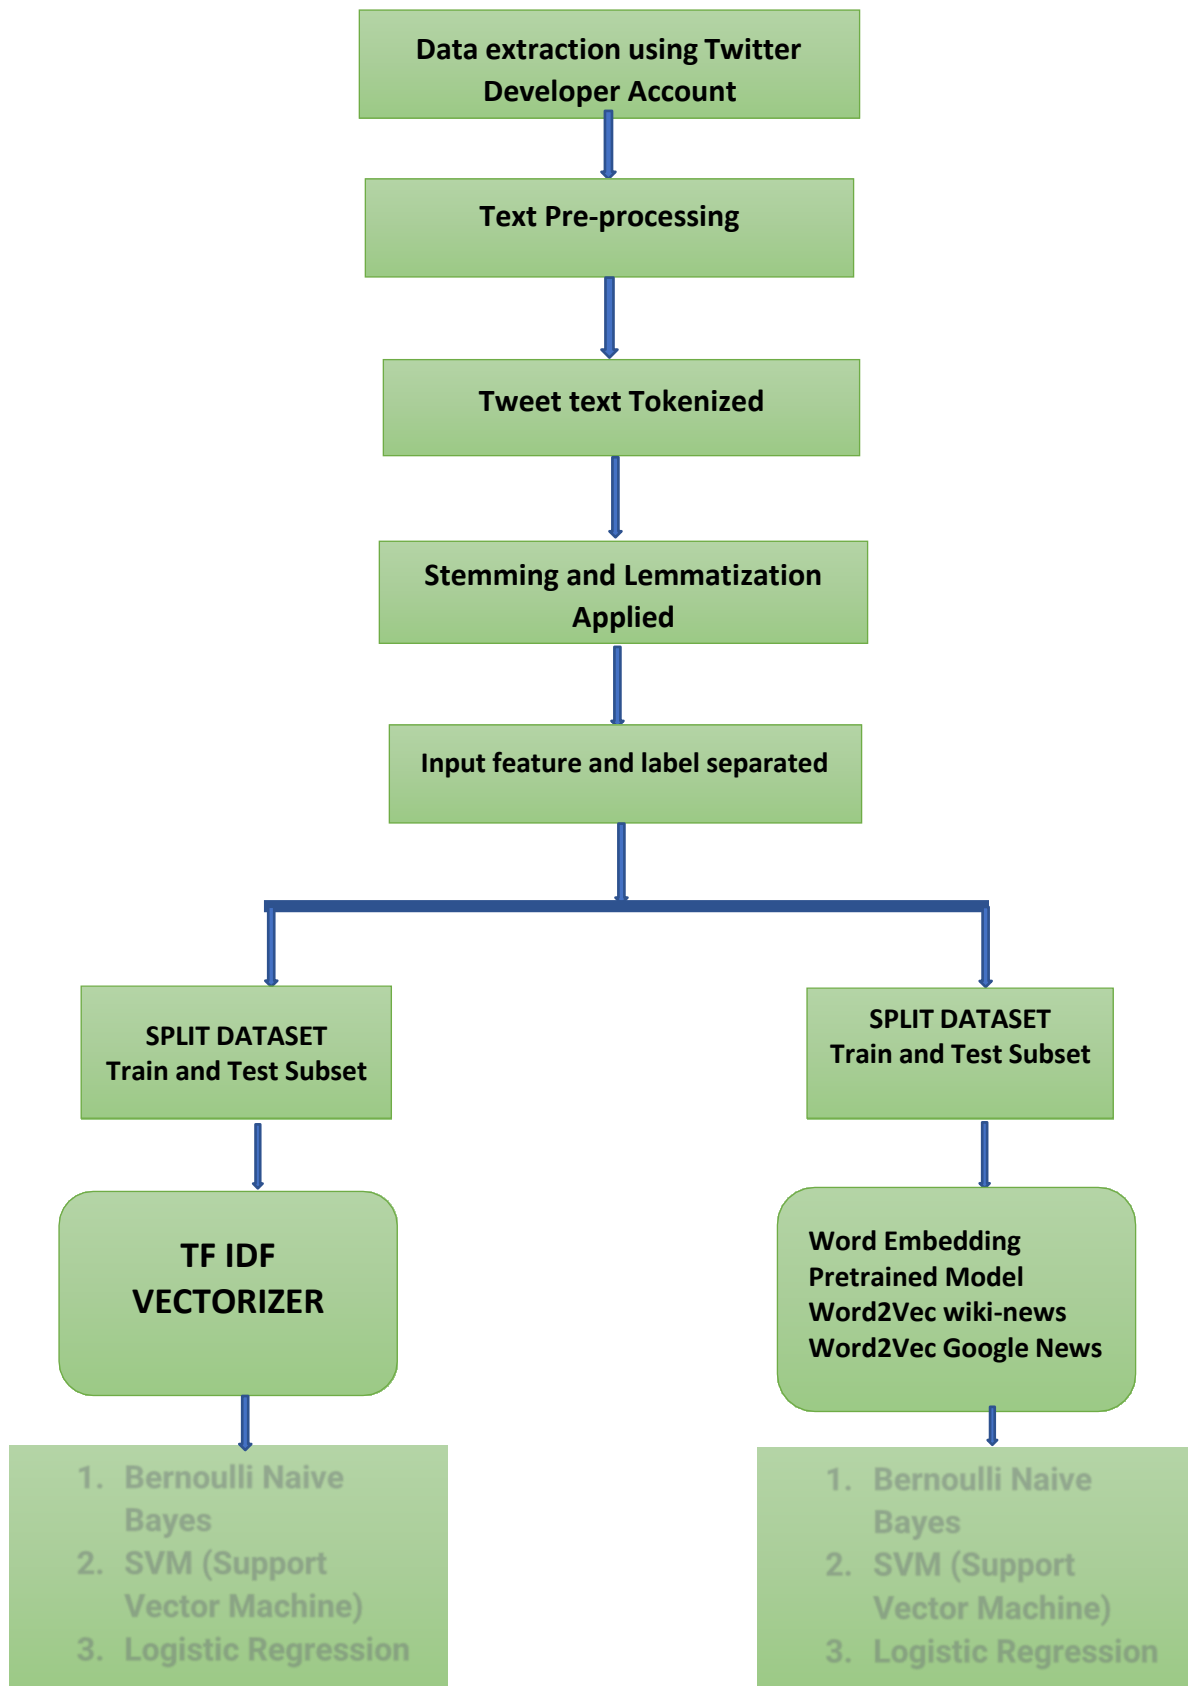 Data extraction using Twitter
Developer Account
Text Pre-processing
Tweet text Tokenized
Stemming and Lemmatization
Applied
Input feature and label separated
SPLIT DATASET
Train and Test Subset
TF IDF
VECTORIZER
1. Bernoulli Naive
Bayes
2. SVM (Support
Vector Machine)
3. Logistic Regression
SPLIT DATASET
Train and Test Subset
Word Embedding
Pretrained Model
Word2Vec wiki-news
Word2Vec Google News
1. Bernoulli Naive
Bayes
2. SVM (Support
Vector Machine)
3. Logistic Regression